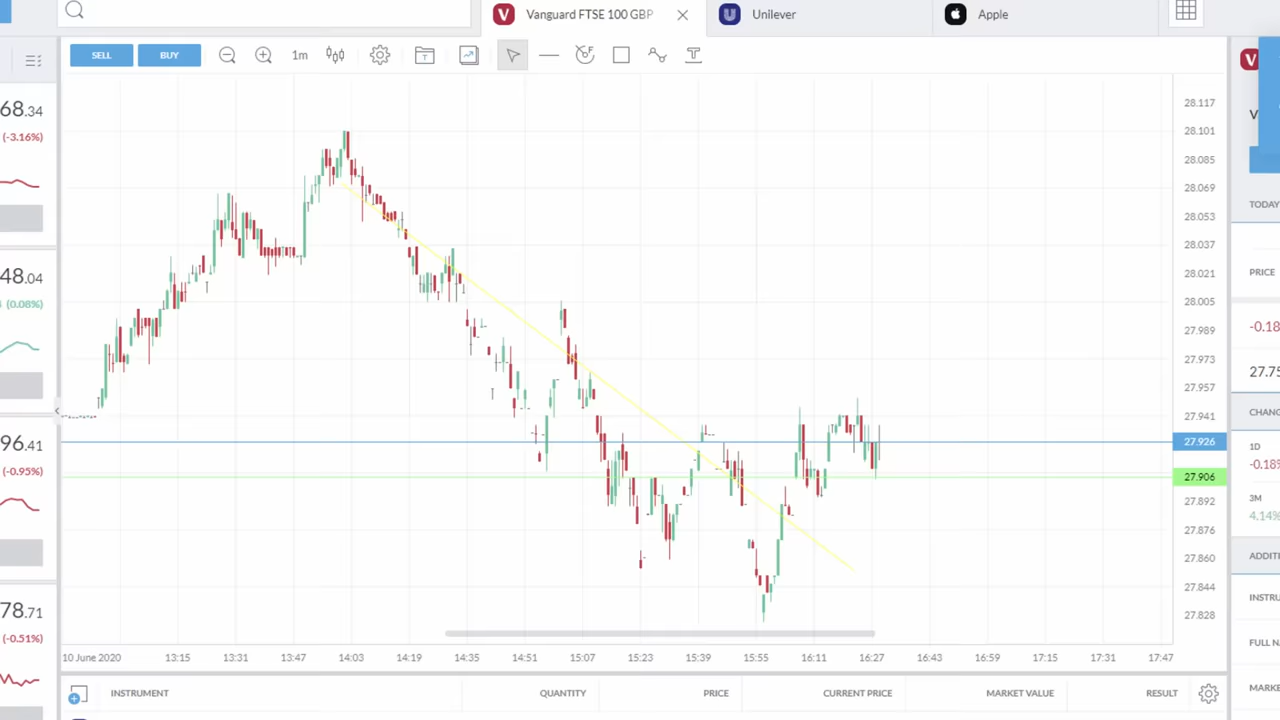 Vanguard FTSE 100 GBP
Unilever
Apple
SELL
BUY
1m
T
T
68.34
(-3.16%)
48.04
(0.08%)
96.41
(-0.95%)
78.71
(-0.51%)
28.117
28.101
28.085
28.069
28.053
28.037
28.021
28.005
27.989
27.973
27.957
27.941
27.926
27.906
27.892
27.876
27.860
27.844
27.828
10 June 2020
13:15
13:31
13:47
14:03
14:19
14:35
14:51
15:07
15:23
15:39
15:55
16:11
16:27
16:43
16:59
17:15
17:31
17:47
INSTRUMENT
QUANTITY
PRICE
CURRENT PRICE
MARKET VALUE
RESULT
V
TODAY
PRICE
-0.18
27.75
CHANG
1D
-0.18%
3M
4.14%
ADDITI
INSTRU
FULL NA
MARKE